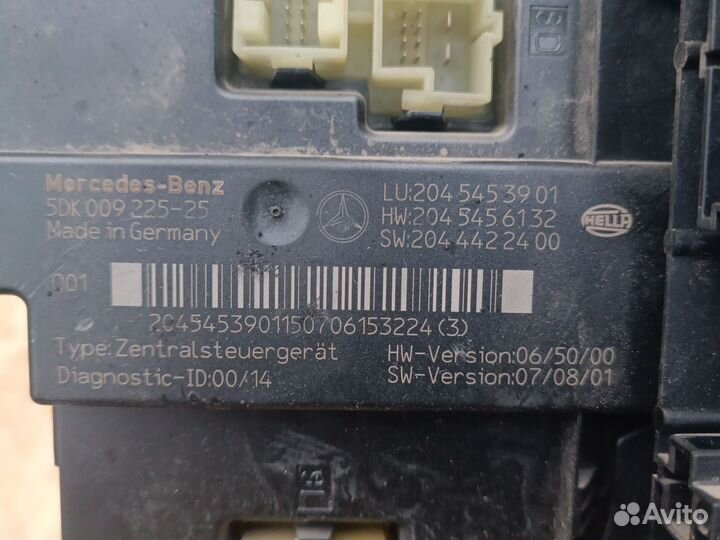 8D
Mercedes-Benz
5DK 009 225-25
Made in Germany
LU:204 545 39 01
HW:204 545 61 32
SW:204 442 24 00
HELLA
001
2045453901150706153224(3)
Type:Zentralsteuergerät
Diagnostic-ID:00/14
HW-Version:06/50/00
SW-Version:07/08/01
Avito